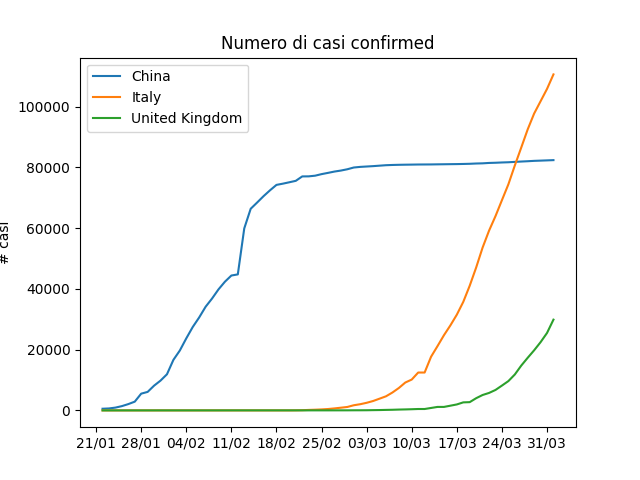 Numero di casi confirmed
China
Italy
United Kingdom
# casi
100000
80000
60000
40000
20000
0
21/01 28/01 04/02 11/02 18/02 25/02 03/03 10/03 17/03 24/03 31/03